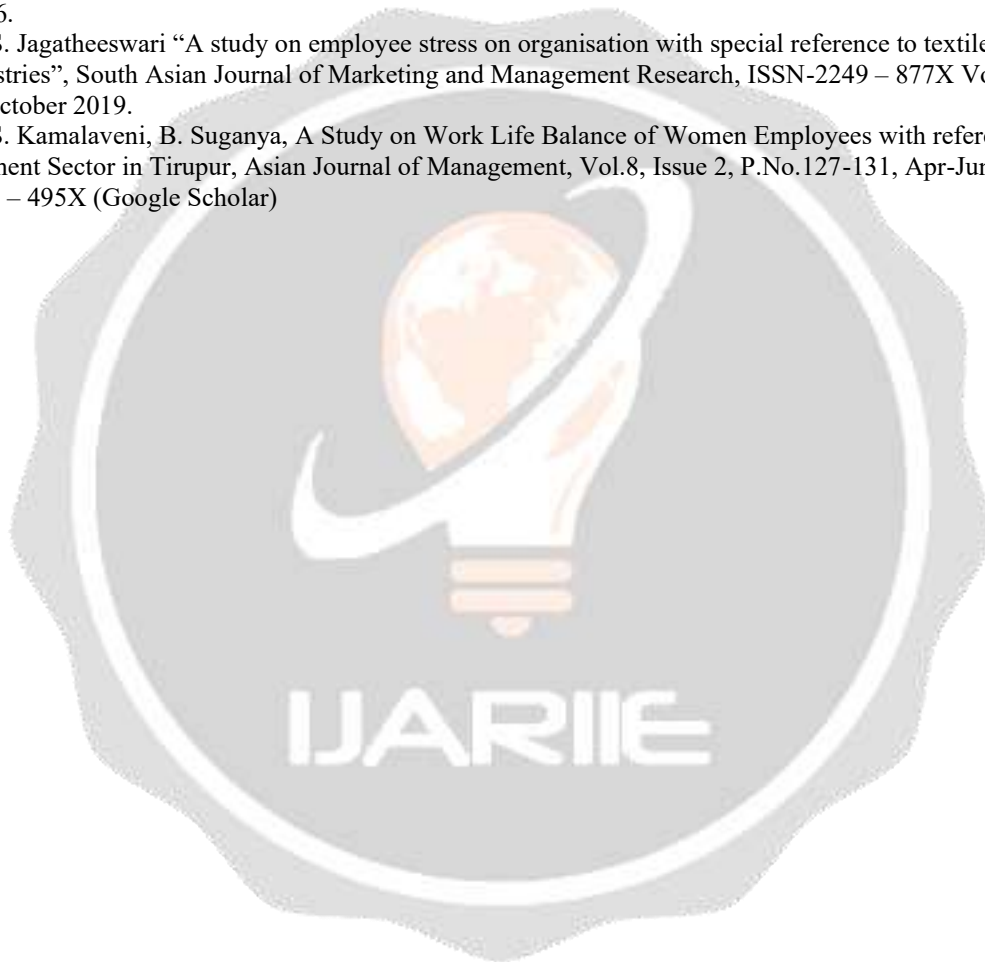 6.
S. Jagatheeswari “A study on employee stress on organisation with special reference to textile
stries”, South Asian Journal of Marketing and Management Research, ISSN-2249 – 877X Vo
ctober 2019.
S. Kamalaveni, B. Suganya, A Study on Work Life Balance of Women Employees with refere
nent Sector in Tirupur, Asian Journal of Management, Vol.8, Issue 2, P.No.127-131, Apr-Jun
– 495X (Google Scholar)
IJARIIE